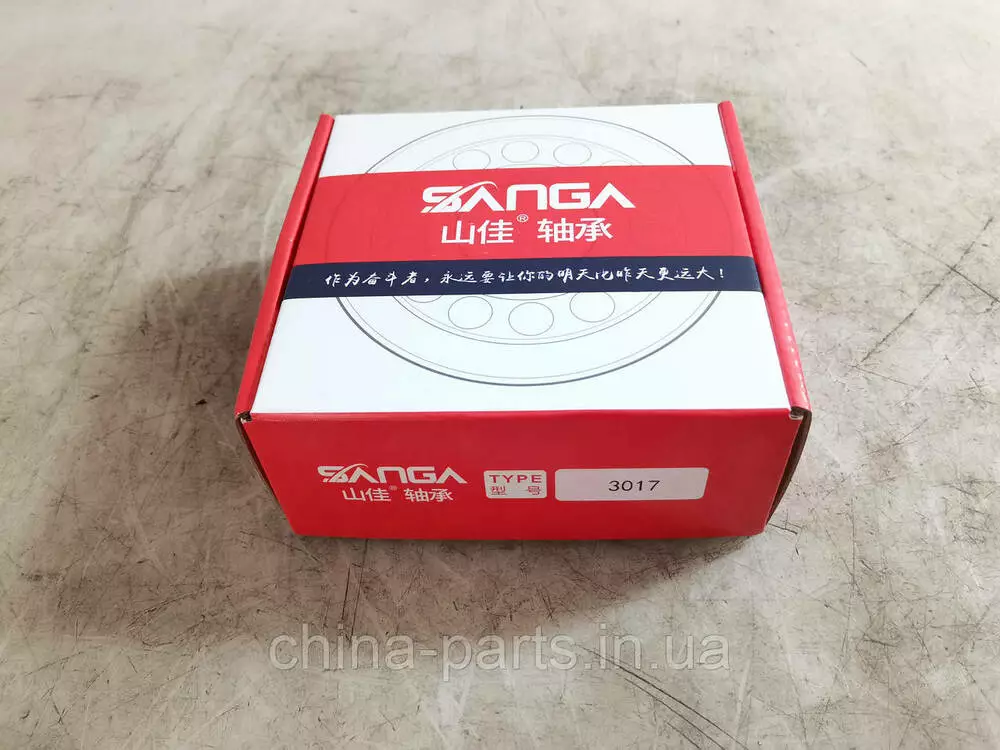 SANGA
山佳® 轴承
作为奋斗者，永远要让你的明天比昨天更远大！
SANGA
山佳® 轴承
TYPE
型号
3017
china-parts.in.ua